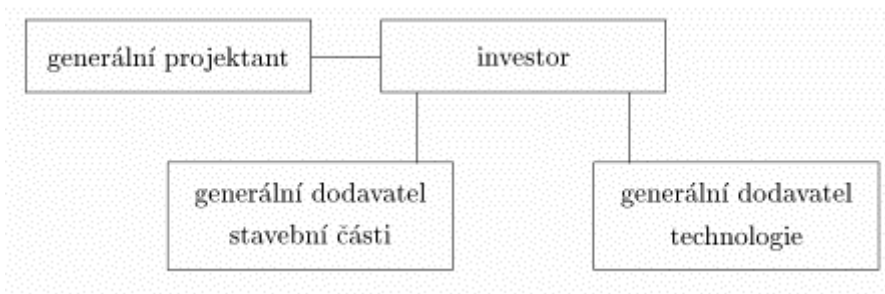 generální projektant
investor
generální dodavatel
stavební části
generální dodavatel
technologie